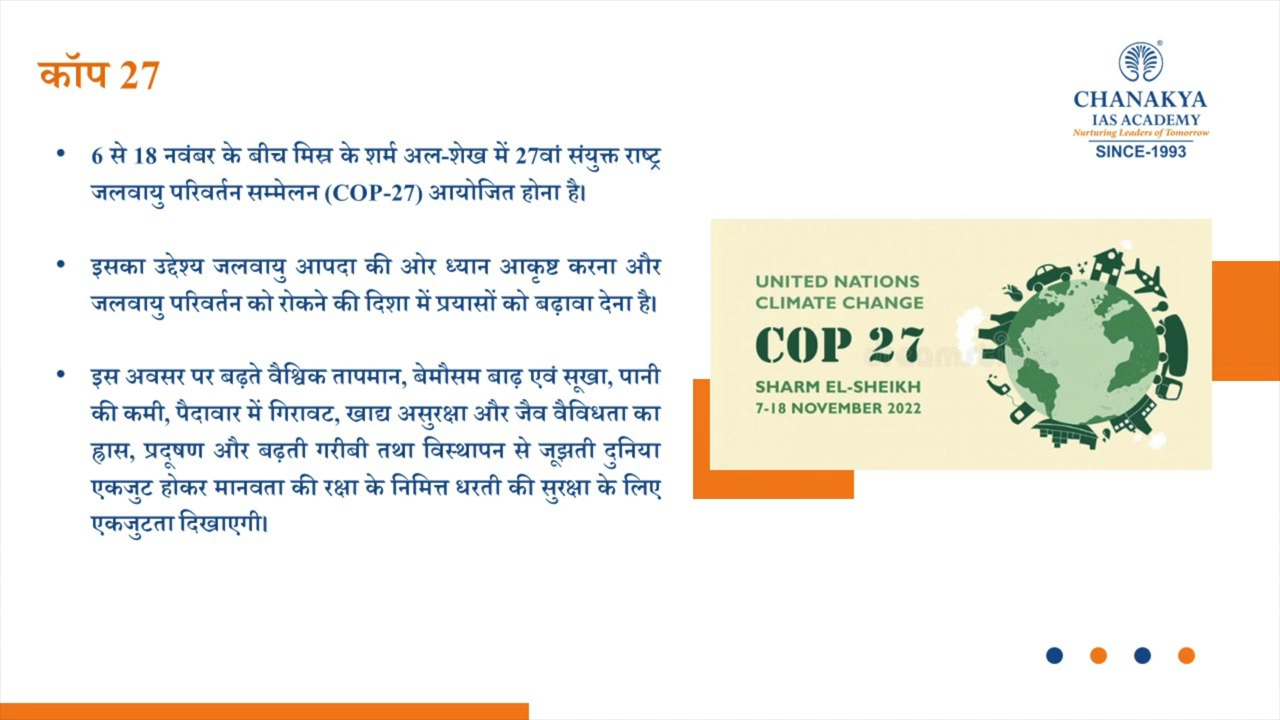 कॉप 27
• 6 से 18 नवंबर के बीच मिस्र के शर्म अल-शेख में 27वां संयुक्त राष्ट्र
जलवायु परिवर्तन सम्मेलन (COP-27) आयोजित होना है।
• इसका उद्देश्य जलवायु आपदा की ओर ध्यान आकृष्ट करना और
जलवायु परिवर्तन को रोकने की दिशा में प्रयासों को बढ़ावा देना है।
• इस अवसर पर बढ़ते वैश्विक तापमान, बेमौसम बाढ़ एवं सूखा, पानी
की कमी, पैदावार में गिरावट, खाद्य असुरक्षा और जैव वैविधता का
ह्रास, प्रदूषण और बढ़ती गरीबी तथा विस्थापन से जूझती दुनिया
एकजुट होकर मानवता की रक्षा के निमित्त धरती की सुरक्षा के लिए
एकजुटता दिखाएगी।
®
CHANAKYA
IAS ACADEMY
Nurturing Leaders of Tomorrow
SINCE-1993
UNITED NATIONS
CLIMATE CHANGE
COP 27
SHARM EL-SHEIKH
7-18 NOVEMBER 2022